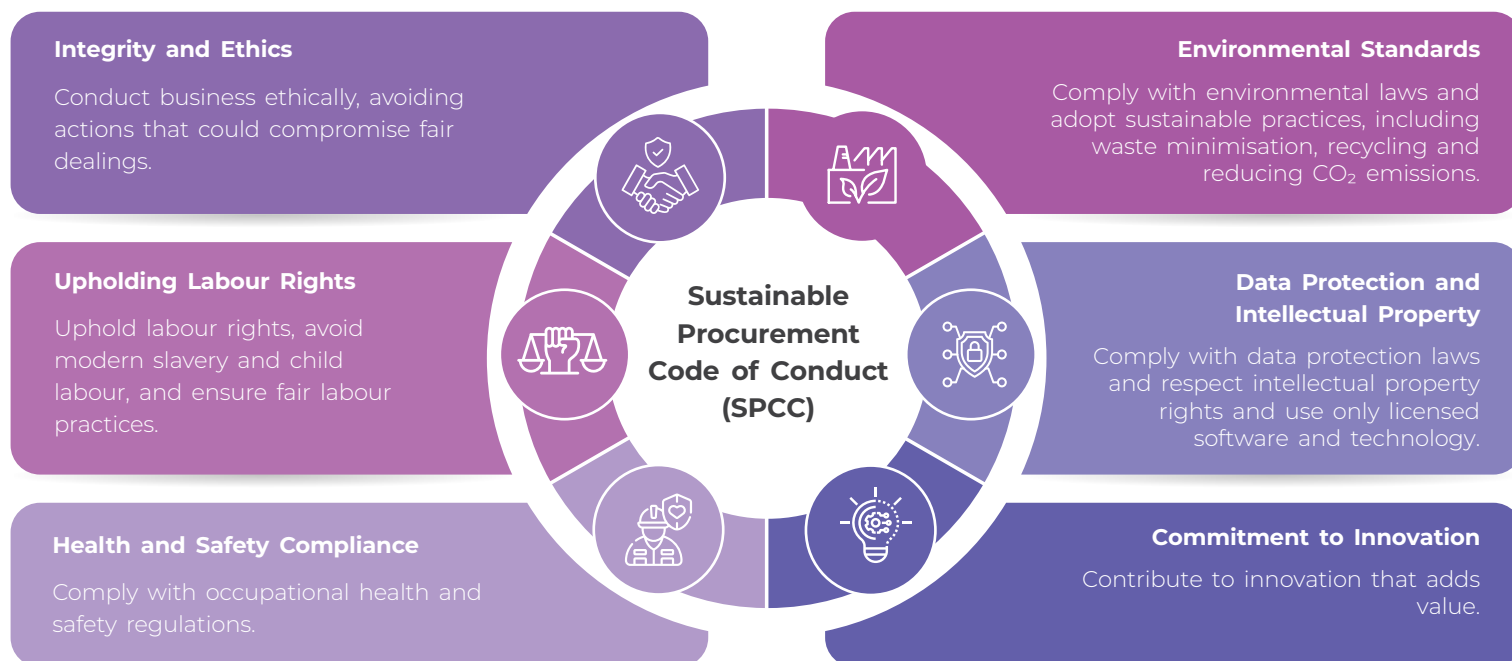 Integrity and Ethics
Conduct business ethically, avoiding
actions that could compromise fair
dealings.
Upholding Labour Rights
Uphold labour rights, avoid
modern slavery and child
labour, and ensure fair labour
practices.
Health and Safety Compliance
Comply with occupational health and
safety regulations.
Sustainable
Procurement
Code of Conduct
(SPCC)
Environmental Standards
Comply with environmental laws and
adopt sustainable practices, including
waste minimisation, recycling and
reducing CO₂ emissions.
Data Protection and
Intellectual Property
Comply with data protection laws
and respect intellectual property
rights and use only licensed
software and technology.
Commitment to Innovation
Contribute to innovation that adds
value.